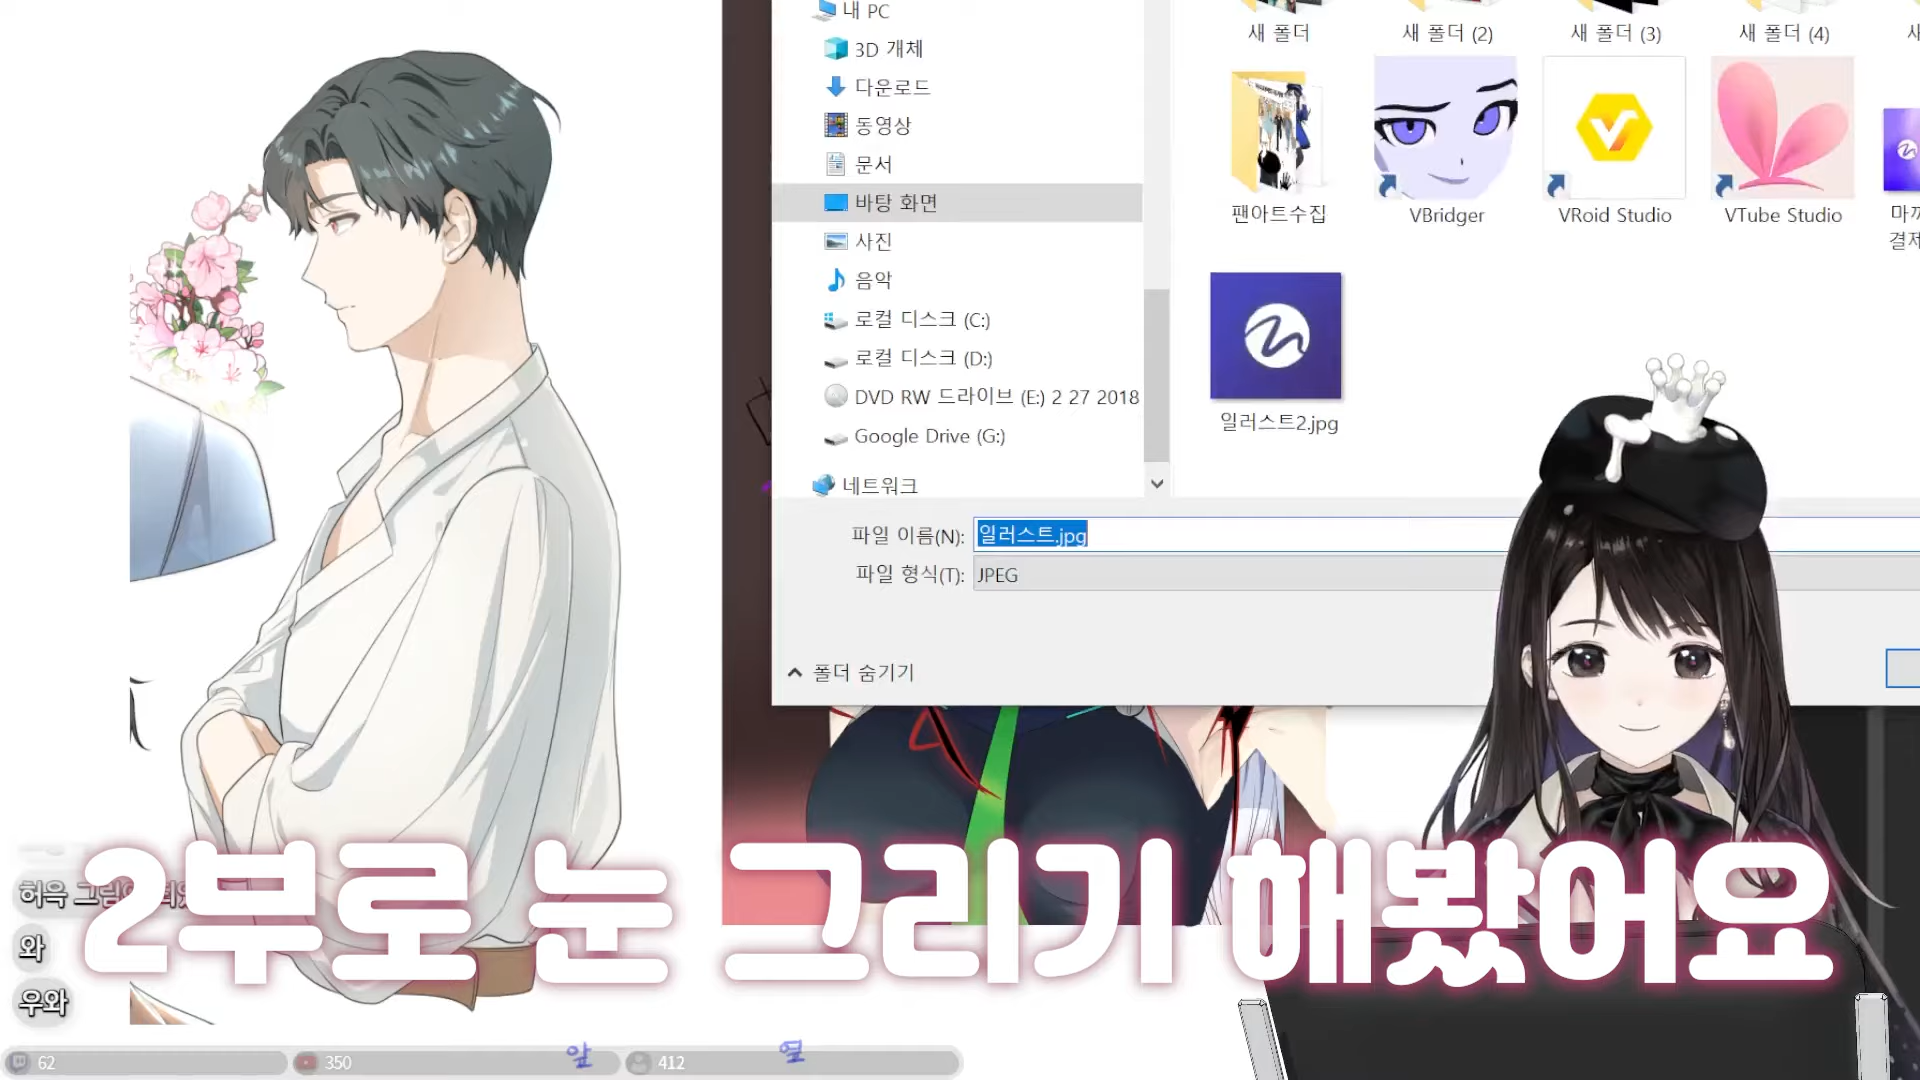 내 PC
3D 개체
다운로드
동영상
문서
바탕 화면
사진
음악
로컬 디스크 (C:)
로컬 디스크 (D:)
DVD RW 드라이브 (E:) 2 27 2018
Google Drive (G:)
네트워크
새 폴더
새 폴더 (2)
새 폴더 (3)
새 폴더 (4)
팬아트수집
VBridger
VRoid Studio
VTube Studio
일러스트2.jpg
파일 이름(N): 일러스트.jpg
파일 형식(T): JPEG
폴더 숨기기
허윽
와
우와
2부로 눈 그리기 해봤어요
62
350
앞
412
옆